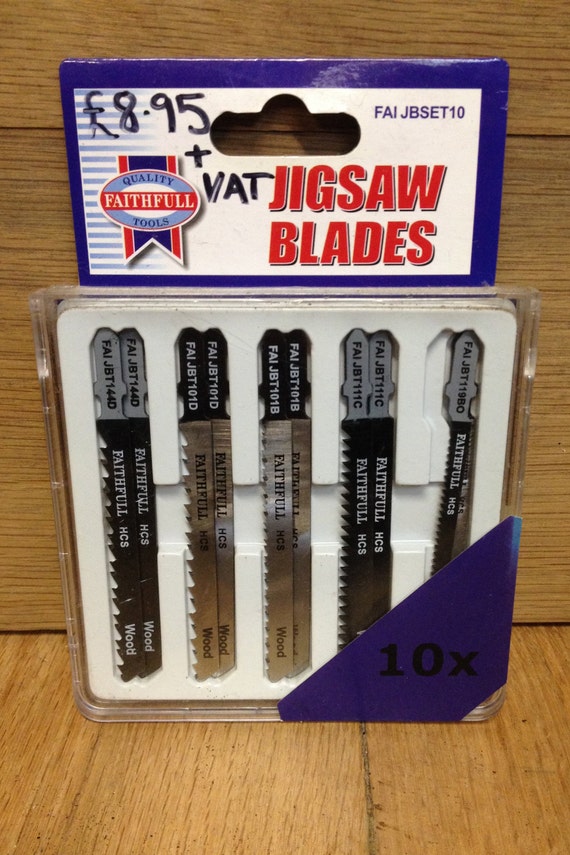 £8.95
+
VAT
FAI JBSET10
QUALITY
FAITHFULL
TOOLS
JIGSAW
BLADES
FAI JBT144D
FAI JBT144D
FAI JBT101D
FAI JBT101D
FAI JBT101B
FAI JBT101B
FAI JBT111C
FAI JBT111C
FAI JBT119BO
FAITHFULL HCS Wood
FAITHFULL HCS Wood
FAITHFULL HCS Wood
FAITHFULL HCS Wood
FAITHFULL HCS Wood
FAITHFULL HCS
FAITHFULL HCS
FAITHFULL HCS
10x